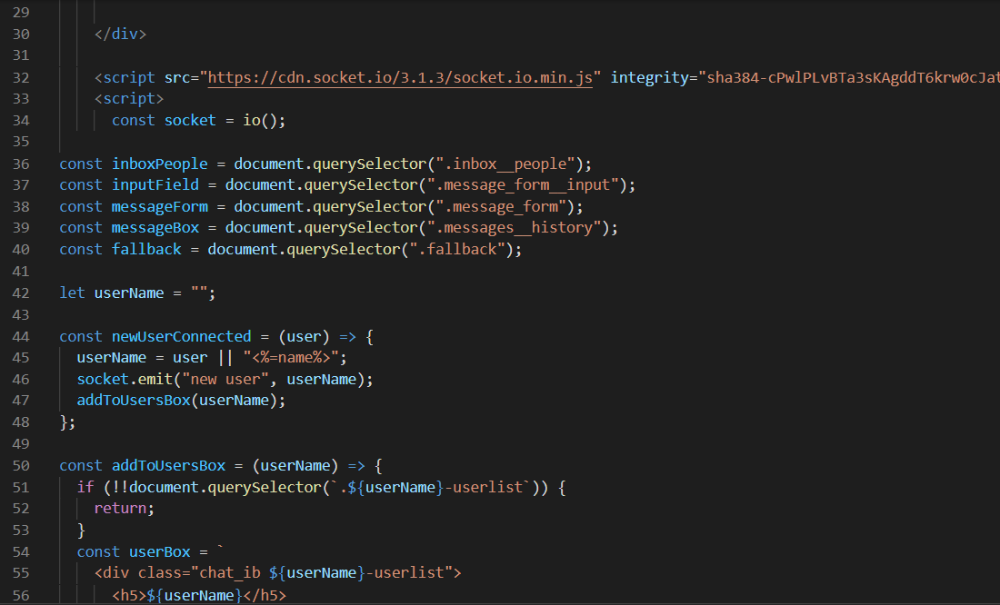 29
30 </div>
31
32 <script src="https://cdn.socket.io/3.1.3/socket.io.min.js" integrity="sha384-cPwlPLvBTa3sKAgddT6krw0cJat
33 <script>
34 const socket = io();
35
36 const inboxPeople = document.querySelector(".inbox__people");
37 const inputField = document.querySelector(".message_form__input");
38 const messageForm = document.querySelector(".message_form");
39 const messageBox = document.querySelector(".messages__history");
40 const fallback = document.querySelector(".fallback");
41
42 let userName = "";
43
44 const newUserConnected = (user) => {
45 userName = user || "<%=name%>";
46 socket.emit("new user", userName);
47 addToUsersBox(userName);
48 };
49
50 const addToUsersBox = (userName) => {
51 if (!!document.querySelector(`.${userName}-userlist`)) {
52 return;
53 }
54 const userBox = `
55 <div class="chat_ib ${userName}-userlist">
56 <h5>${userName}</h5>